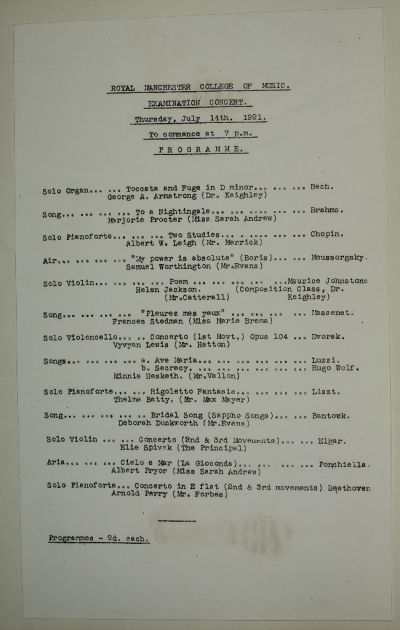 ROYAL MANCHESTER COLLEGE OF MUSIC.
EXAMINATION CONCERT.
Thursday, July 14th. 1921.
To commence at 7 p.m.
P R O G R A M M E.
Solo Organ... ... Toccata and Fuge in D minor... ... ... Bach.
George A. Armstrong (Dr. Keighley)
Song... ... ... ... To a Nightingale... ... ... ... ... Brahms.
Marjorie Procter (Miss Sarah Andrew)
Solo Pianoforte... ... ... Two Studies... . ... ... ... Chopin.
Albert W. Leigh (Mr. Merrick)
Air... ... ... ... "My power is absolute" (Boris)... ... Moussorgsky.
Samuel Worthington (Mr.Evans)
Solo Violin... ... ... ... Poem ... ... ... ...Maurice Johnstone
Helen Jackson. (Composition Class, Dr.
(Mr.Catterall) Keighley)
Song... ... ... ... "Pleurez mes yeux" ... ... ... Massenet.
Frances Stedman (Miss Marie Brema)
Solo Violoncello... .. Concerto (1st Movt.) Opus 104 ... Dvorak.
Vyvyan Lewis (Mr. Hatton)
Songs... ... ... ... a. Ave Maria... ... ... ... ... Luzzi.
b. Secrecy. ... ... ... ... ... Hugo Wolf.
Minnia Hesketh. (Mr.Vallon)
Solo Pianoforte... ... Rigoletto Fantasia... ... ... ... Liszt.
Thelma Batty. (Mr. Max Mayer)
Song... ... ... ... .. Bridal Song (Sappho Songs)... ... Bantock.
Deborah Duckworth (Mr.Evans)
Solo Violin ... ... Concerto (2nd & 3rd Movements)... ... Elgar.
Elie Spivak (The Principal)
Aria... ... ... ... Cielo e Mar (La Gioconda)... ... ... Ponchielle.
Albert Pryor (Miss Sarah Andrew)
Solo Pianoforte... Concerto in E flat (2nd & 3rd movements) Beethoven
Arnold Perry (Mr. Forbes)
Programmes - 2d. each.